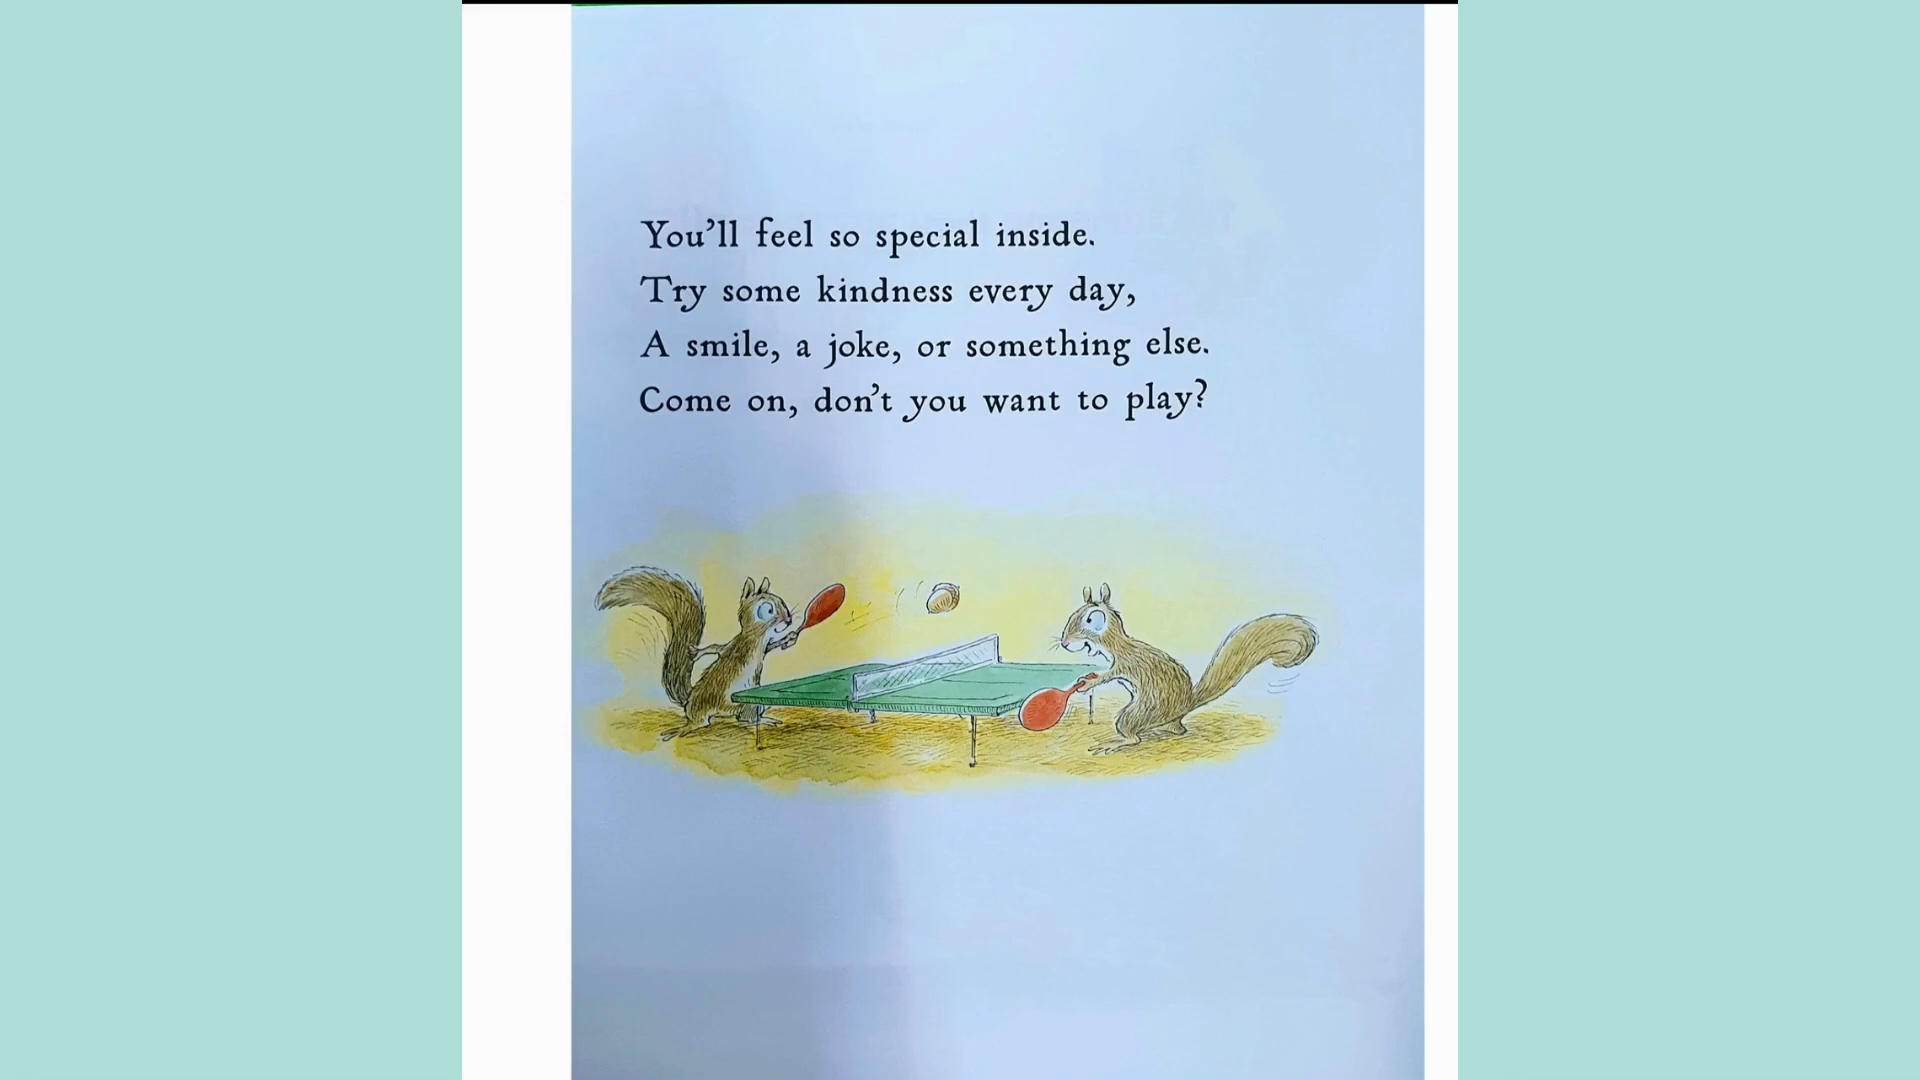 You'll feel so special inside.
Try some kindness every day,
A smile, a joke, or something else.
Come on, don't you want to play?